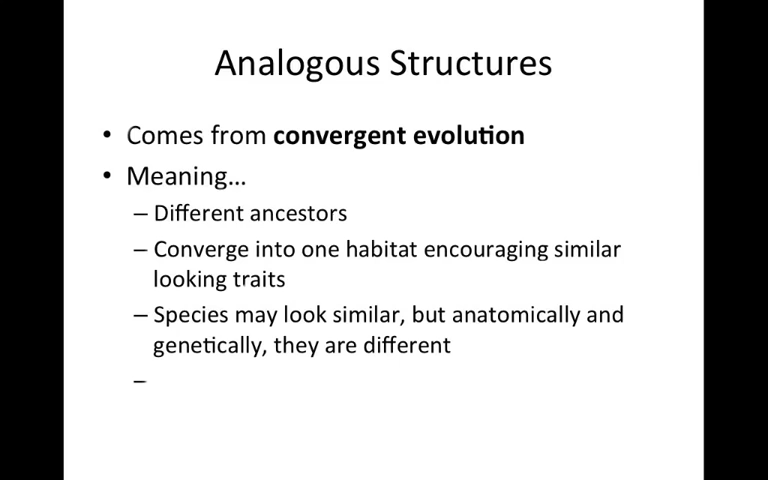 Analogous Structures
• Comes from convergent evolution
• Meaning…
– Different ancestors
– Converge into one habitat encouraging similar
looking traits
– Species may look similar, but anatomically and
genetically, they are different
–